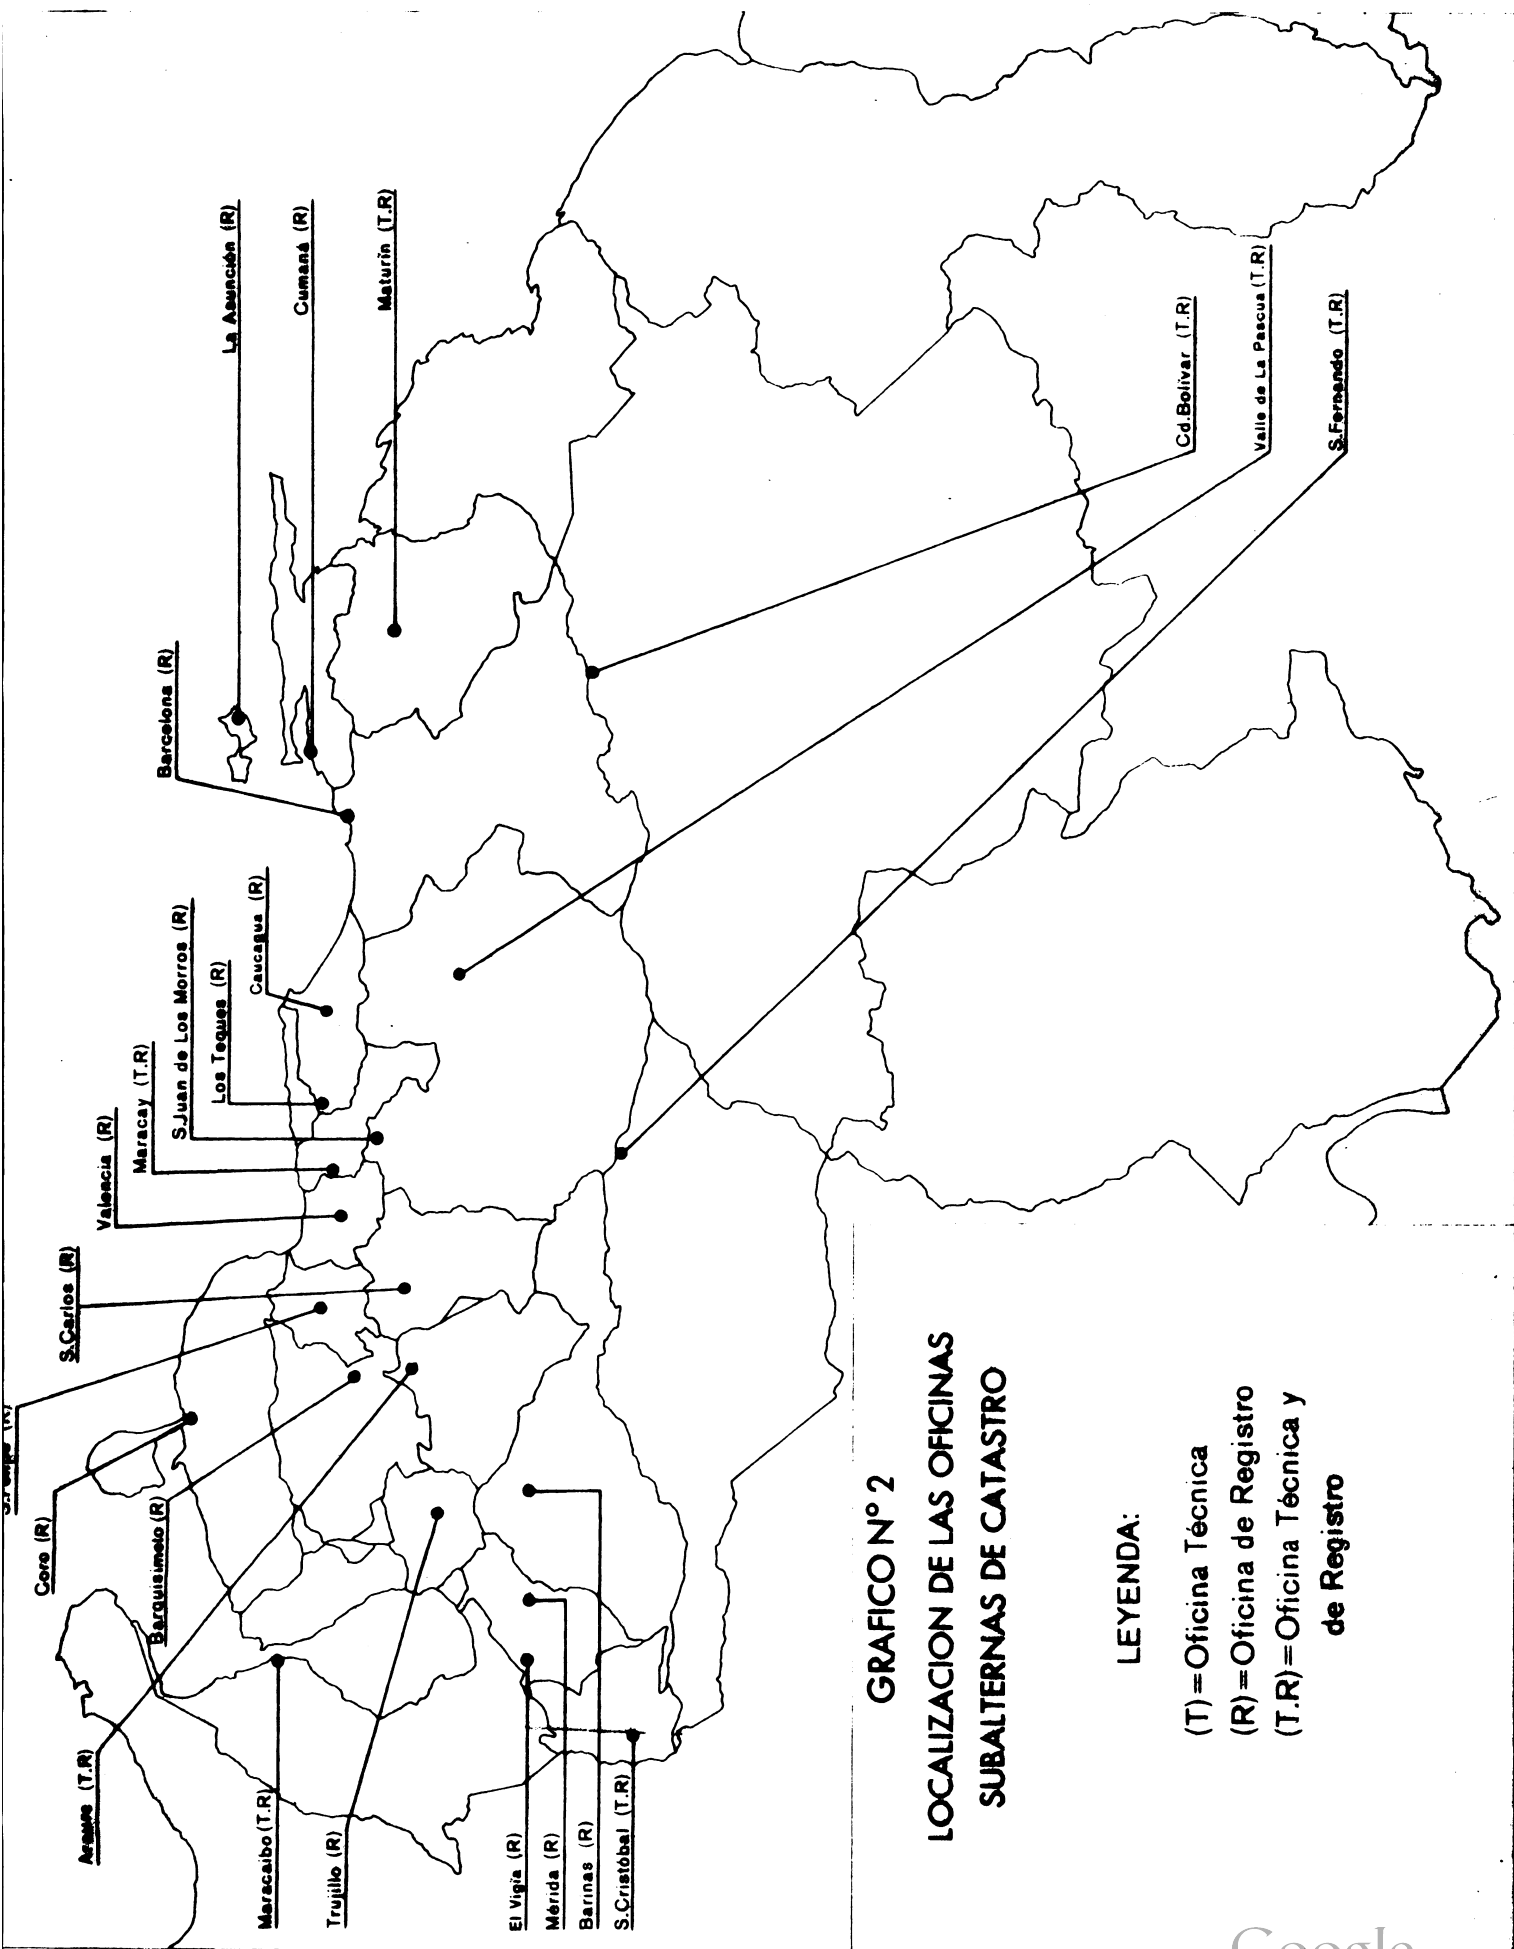 La Asunción (R)
Cumaná (R)
Maturín (T.R)
Barcelona (R)
Caucagua (R)
S.Juan de Los Morros (R)
Los Teques (R)
Maracay (T.R)
Valencia (R)
S.Carlos (R)
Coro (R)
Barquisimeto (R)
(T.R)
Maracaibo (T.R)
Trujillo (R)
El Vigía (R)
Mérida (R)
Barinas (R)
S.Cristóbal (T.R)
Cd.Bolívar (T.R)
Valle de La Pascua (T.R)
S.Fernando (T.R)
GRAFICO Nº 2
LOCALIZACION DE LAS OFICINAS
SUBALTERNAS DE CATASTRO
LEYENDA:
(T)=Oficina Técnica
(R)=Oficina de Registro
(T.R)=Oficina Técnica y
de Registro
Google